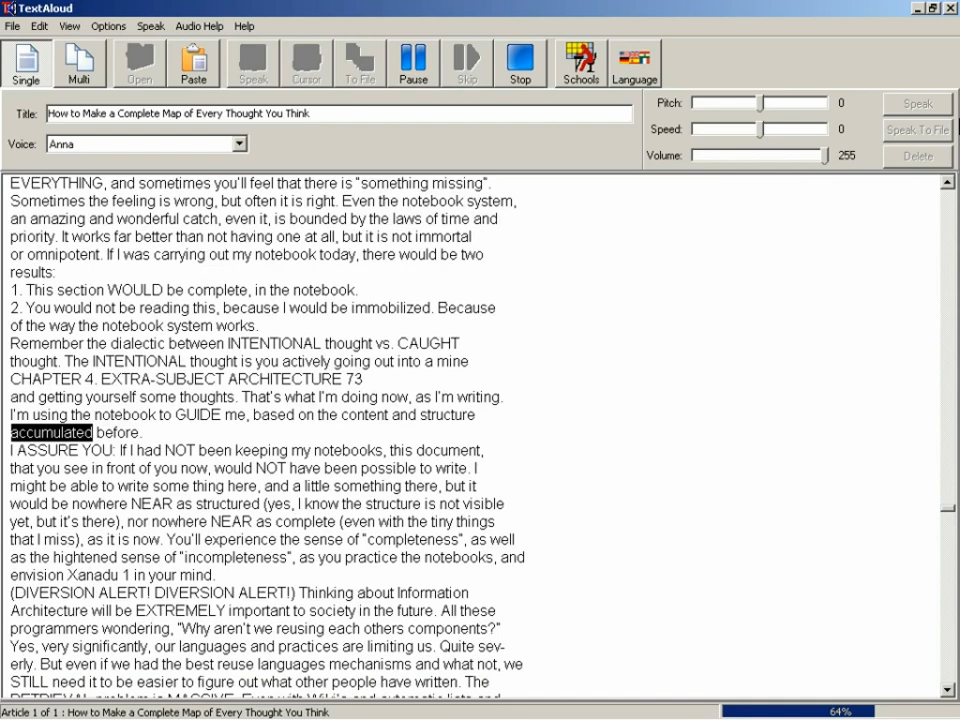 TextAloud
File Edit View Options Speak Audio Help Help
Single Multi Open Paste Speak Cursor To File Pause Skip Stop Schools Language
Title: How to Make a Complete Map of Every Thought You Think
Voice: Anna
Pitch: 0 Speak
Speed: 0 Speak To File
Volume: 255 Delete
EVERYTHING, and sometimes you'll feel that there is "something missing".
Sometimes the feeling is wrong, but often it is right. Even the notebook system,
an amazing and wonderful catch, even it, is bounded by the laws of time and
priority. It works far better than not having one at all, but it is not immortal
or omnipotent. If I was carrying out my notebook today, there would be two
results:
1. This section WOULD be complete, in the notebook.
2. You would not be reading this, because I would be immobilized. Because
of the way the notebook system works.
Remember the dialectic between INTENTIONAL thought vs. CAUGHT
thought. The INTENTIONAL thought is you actively going out into a mine
CHAPTER 4. EXTRA-SUBJECT ARCHITECTURE 73
and getting yourself some thoughts. That's what I'm doing now, as I'm writing.
I'm using the notebook to GUIDE me, based on the content and structure
accumulated before.
I ASSURE YOU: If I had NOT been keeping my notebooks, this document,
that you see in front of you now, would NOT have been possible to write. I
might be able to write some thing here, and a little something there, but it
would be nowhere NEAR as structured (yes, I know the structure is not visible
yet, but it's there), nor nowhere NEAR as complete (even with the tiny things
that I miss), as it is now. You'll experience the sense of "completeness", as well
as the hightened sense of "incompleteness", as you practice the notebooks, and
envision Xanadu 1 in your mind.
(DIVERSION ALERT! DIVERSION ALERT!) Thinking about Information
Architecture will be EXTREMELY important to society in the future. All these
programmers wondering, "Why aren't we reusing each others components?"
Yes, very significantly, our languages and practices are limiting us. Quite sev-
erly. But even if we had the best reuse languages mechanisms and what not, we
STILL need it to be easier to figure out what other people have written. The
RETRIEVAL problem is MASSIVE. Even with Wiki's and automatic lists and
Article 1 of 1 : How to Make a Complete Map of Every Thought You Think 64%